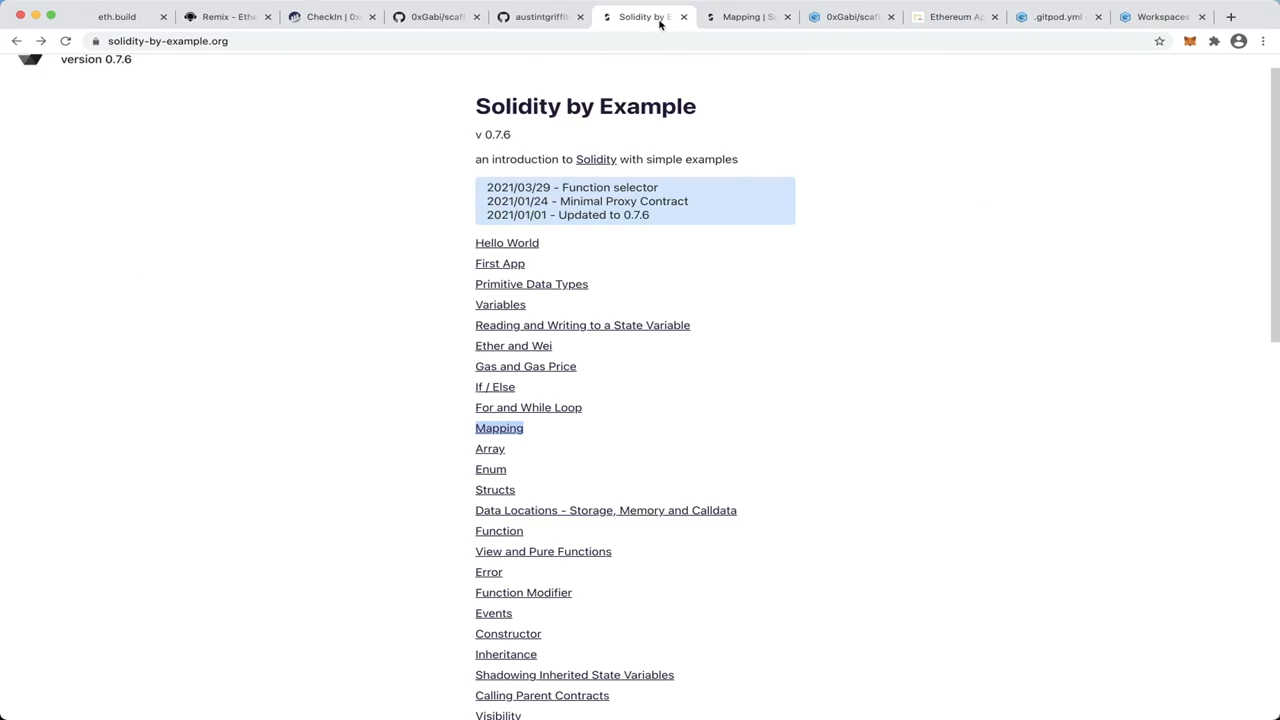 eth.build
Remix - Ethe
CheckIn | 0x
0xGabi/scaff
austintgriffit
Solidity by E
Mapping | S
0xGabi/scaff
Ethereum Ap
.gitpod.yml -
Workspaces
solidity-by-example.org
version 0.7.6
Solidity by Example
v 0.7.6
an introduction to Solidity with simple examples
2021/03/29 - Function selector
2021/01/24 - Minimal Proxy Contract
2021/01/01 - Updated to 0.7.6
Hello World
First App
Primitive Data Types
Variables
Reading and Writing to a State Variable
Ether and Wei
Gas and Gas Price
If / Else
For and While Loop
Mapping
Array
Enum
Structs
Data Locations - Storage, Memory and Calldata
Function
View and Pure Functions
Error
Function Modifier
Events
Constructor
Inheritance
Shadowing Inherited State Variables
Calling Parent Contracts
Visibility